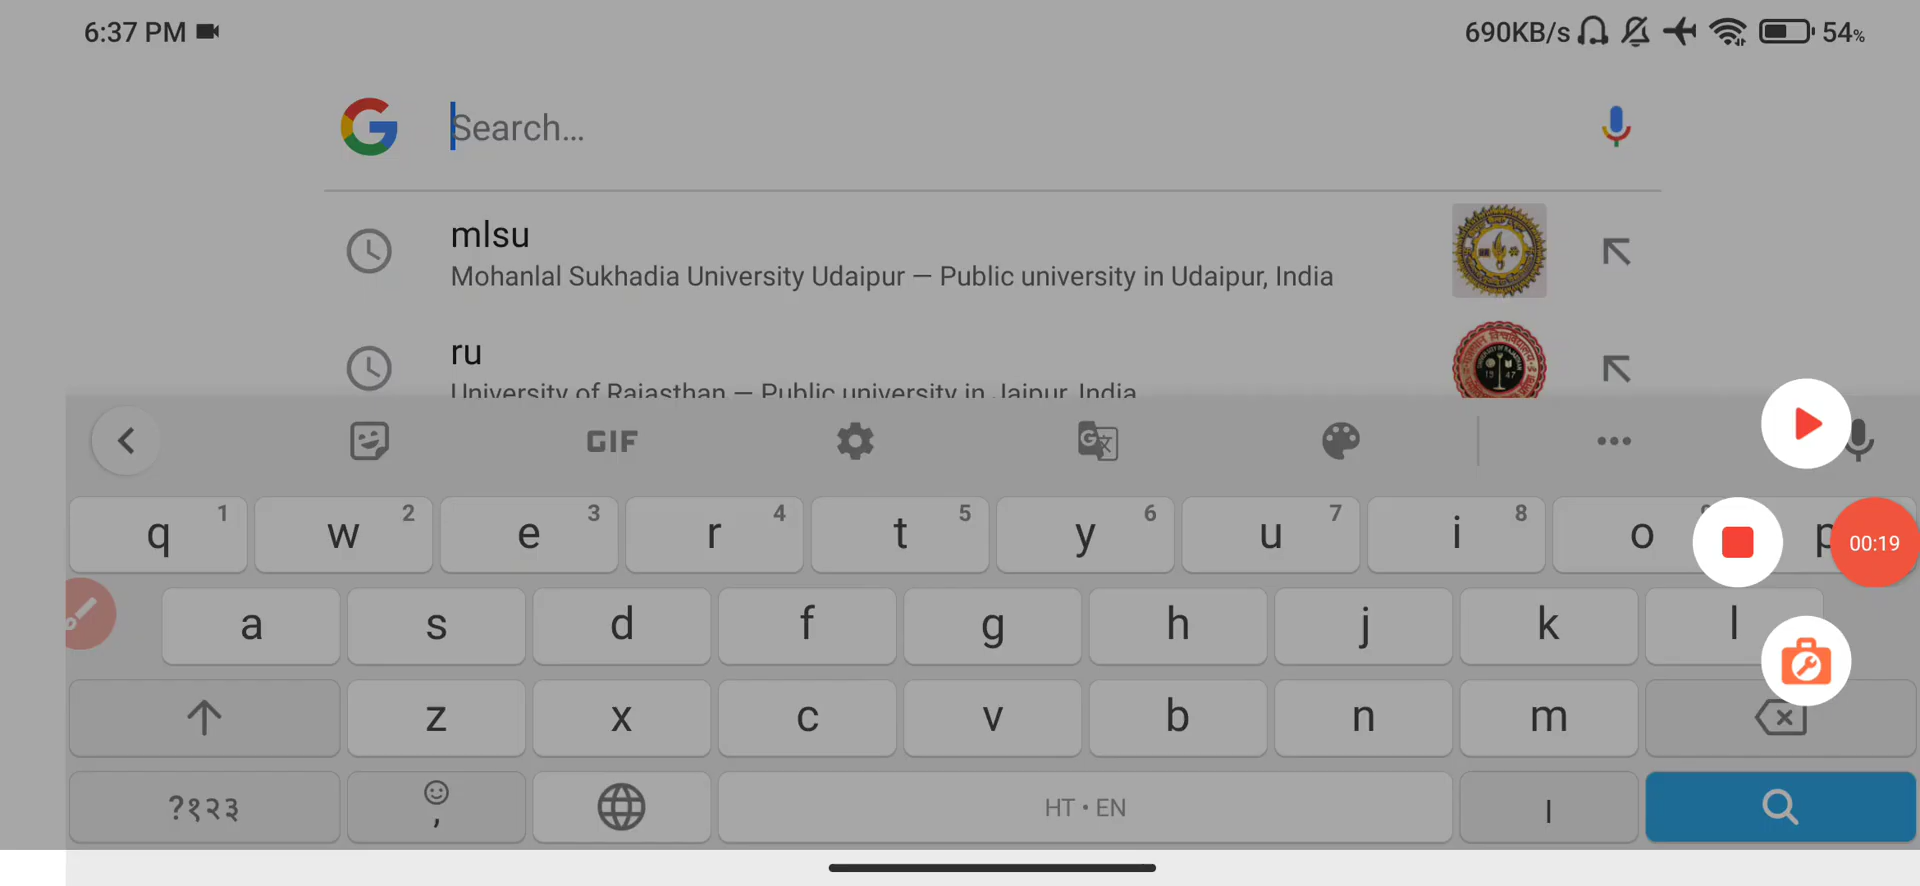 6:37 PM
690KB/s 54%
Search...
mlsu
Mohanlal Sukhadia University Udaipur — Public university in Udaipur, India
ru
University of Rajasthan — Public university in Jaipur, India
GIF
q 1 w 2 e 3 r 4 t 5 y 6 u 7 i 8 o p
00:19
a s d f g h j k l
z x c v b n m
?१२३ , HT • EN ।